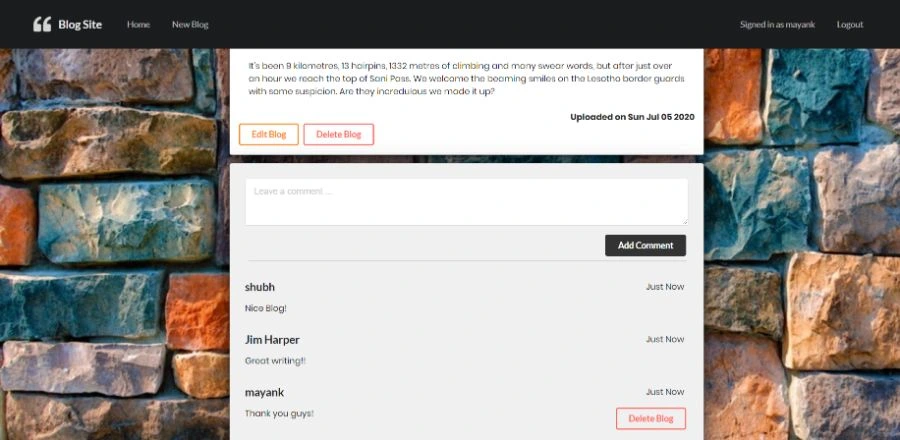 Blog Site Home New Blog Signed in as mayank Logout
It's been 9 kilometres, 13 hairpins, 1332 metres of climbing and many swear words, but after just over
an hour we reach the top of Sani Pass. We welcome the beaming smiles on the Lesotho border guards
with some suspicion. Are they incredulous we made it up?
Uploaded on Sun Jul 05 2020
Edit Blog Delete Blog
Leave a comment ...
Add Comment
shubh Just Now
Nice Blog!
Jim Harper Just Now
Great writing!!
mayank Just Now
Thank you guys!
Delete Blog